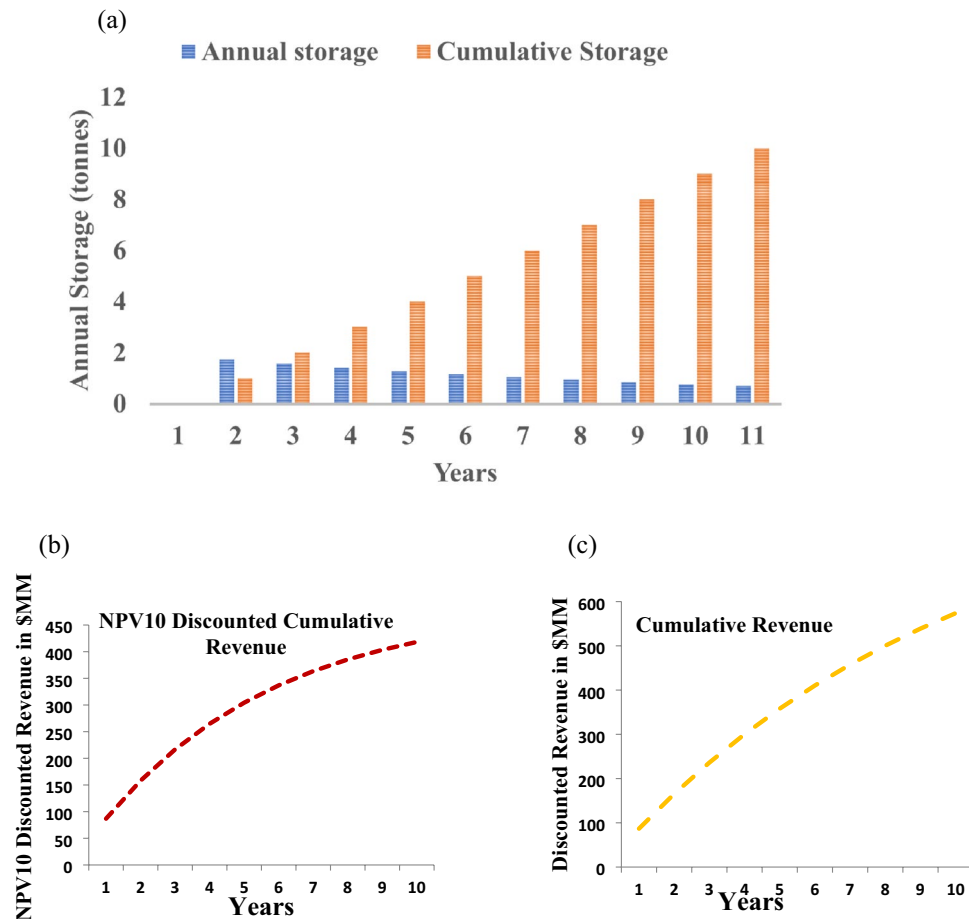 (a)
Annual storage Cumulative Storage
Annual Storage (tonnes)
12
10
8
6
4
2
0
1 2 3 4 5 6 7 8 9 10 11
Years
(b)
NPV10 Discounted Revenue in $MM
NPV10 Discounted Cumulative
Revenue
450
400
350
300
250
200
150
100
50
0
1 2 3 4 5 6 7 8 9 10
Years
(c)
Discounted Revenue in $MM
Cumulative Revenue
600
500
400
300
200
100
0
1 2 3 4 5 6 7 8 9 10
Years